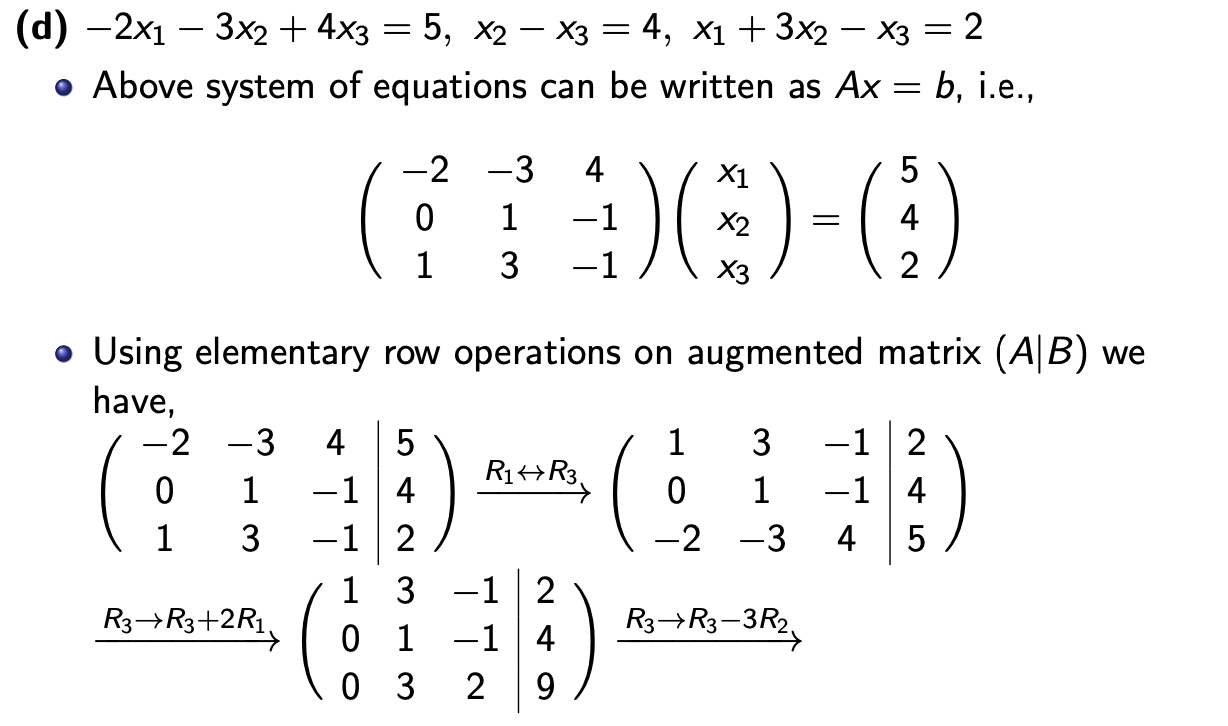 (d) −2x₁ − 3x₂ + 4x₃ = 5, x₂ − x₃ = 4, x₁ + 3x₂ − x₃ = 2
• Above system of equations can be written as Ax = b, i.e.,
( −2 −3 4 ) ( x₁ ) = ( 5 )
( 0 1 −1 ) ( x₂ ) = ( 4 )
( 1 3 −1 ) ( x₃ ) = ( 2 )
• Using elementary row operations on augmented matrix (A|B) we
have,
( −2 −3 4 | 5 ) R₁↔R₃ ( 1 3 −1 | 2 )
( 0 1 −1 | 4 ) → ( 0 1 −1 | 4 )
( 1 3 −1 | 2 ) ( −2 −3 4 | 5 )
R₃→R₃+2R₁ ( 1 3 −1 | 2 ) R₃→R₃−3R₂
→ ( 0 1 −1 | 4 ) →
( 0 3 2 | 9 )